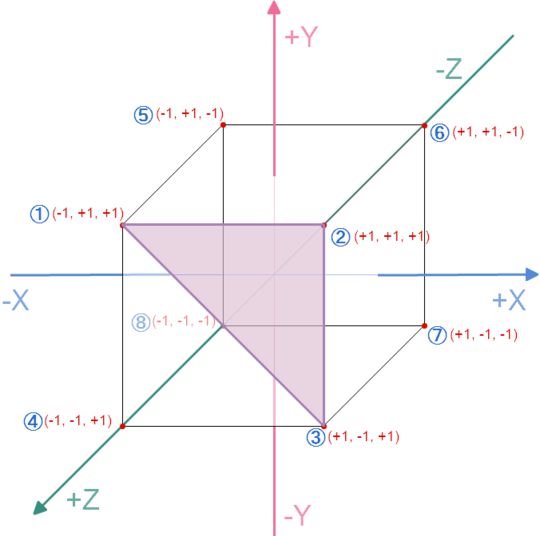 +Y
-Z
⑤(-1, +1, -1)
⑥(+1, +1, -1)
①(-1, +1, +1)
②(+1, +1, +1)
-X
+X
⑧(-1, -1, -1)
⑦(+1, -1, -1)
④(-1, -1, +1)
③(+1, -1, +1)
+Z
-Y